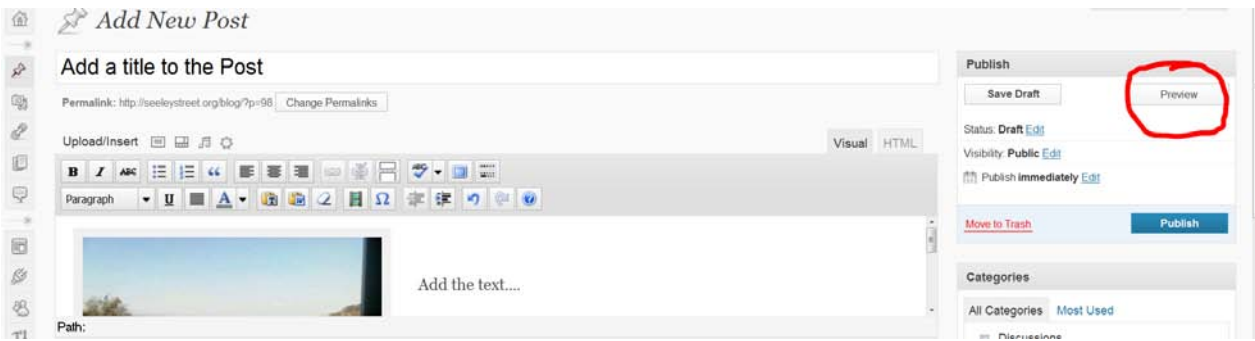 Add New Post
Add a title to the Post
Permalink: http://seeleystreet.org/blog/?p=98 Change Permalinks
Upload/Insert
Visual HTML
B I ABC
Paragraph U A Ω
Add the text....
Path:
Publish
Save Draft Preview
Status: Draft Edit
Visibility: Public Edit
Publish immediately Edit
Move to Trash Publish
Categories
All Categories Most Used
Discussions